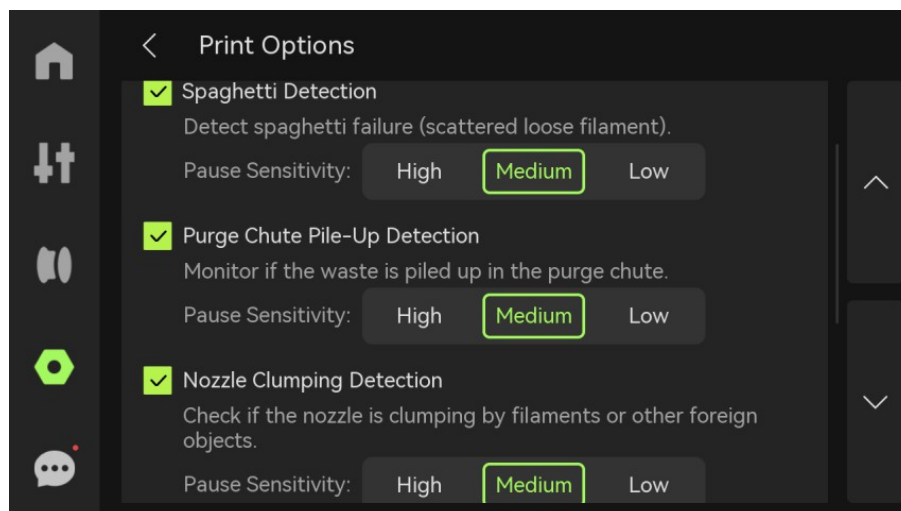 Print Options
Spaghetti Detection
Detect spaghetti failure (scattered loose filament).
Pause Sensitivity: High Medium Low
Purge Chute Pile-Up Detection
Monitor if the waste is piled up in the purge chute.
Pause Sensitivity: High Medium Low
Nozzle Clumping Detection
Check if the nozzle is clumping by filaments or other foreign
objects.
Pause Sensitivity: High Medium Low